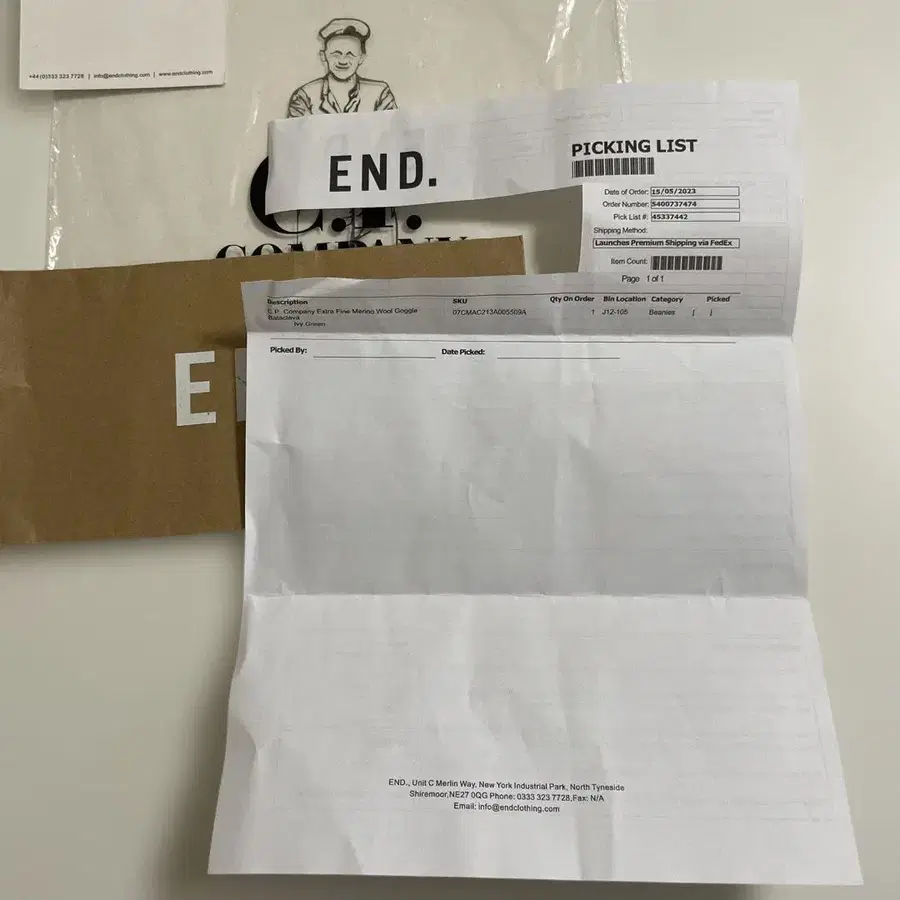 +44 (0)333 323 7728 | info@endclothing.com | www.endclothing.com
C.P.
COMPANY
END.
PICKING LIST
Date of Order: 15/05/2023
Order Number: 5400737474
Pick List #: 45337442
Shipping Method:
Launches Premium Shipping via FedEx
Item Count:
Page 1 of 1
Description SKU Qty On Order Bin Location Category Picked
C.P. Company Extra Fine Merino Wool Goggle 07CMAC213A005509A 1 J12-105 Beanies [ ]
Balaclava
Ivy Green
Picked By: Date Picked:
E
END., Unit C Merlin Way, New York Industrial Park, North Tyneside
Shiremoor,NE27 0QG Phone: 0333 323 7728,Fax: N/A
Email: info@endclothing.com